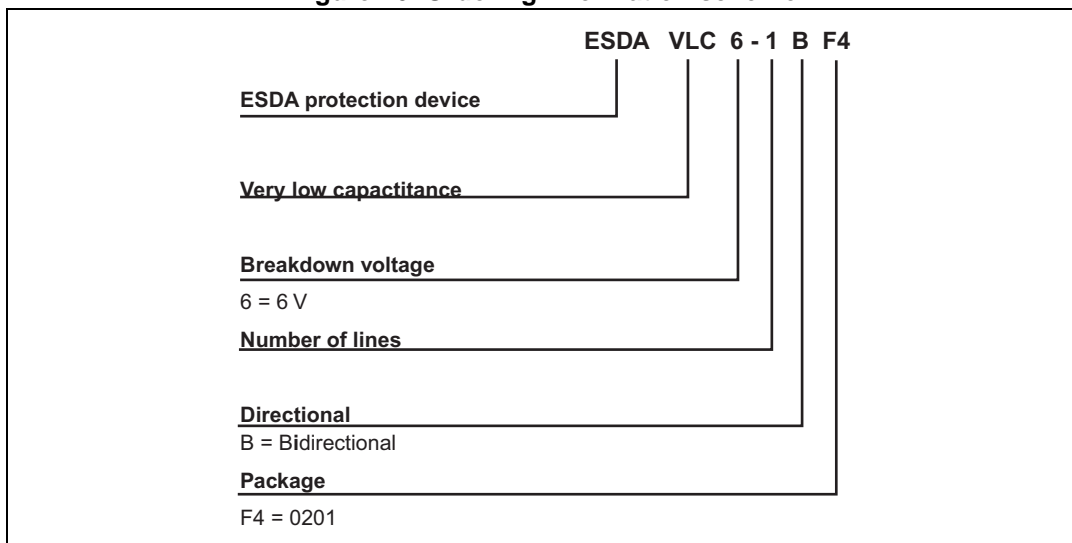 ESDA VLC 6 - 1 B F4
ESDA protection device
Very low capactitance
Breakdown voltage
6 = 6 V
Number of lines
Directional
B = Bidirectional
Package
F4 = 0201